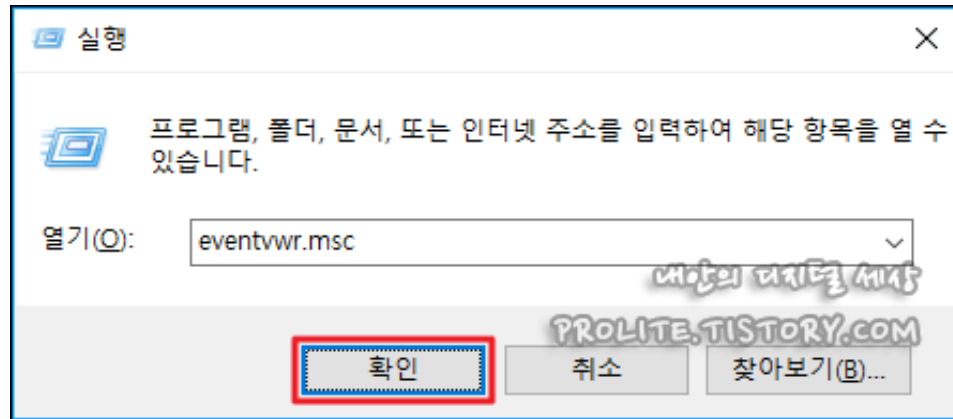 실행
프로그램, 폴더, 문서, 또는 인터넷 주소를 입력하여 해당 항목을 열 수
있습니다.
열기(O):
eventvwr.msc
내안의 디지털 세상
PROLITE.TISTORY.COM
확인
취소
찾아보기(B)...